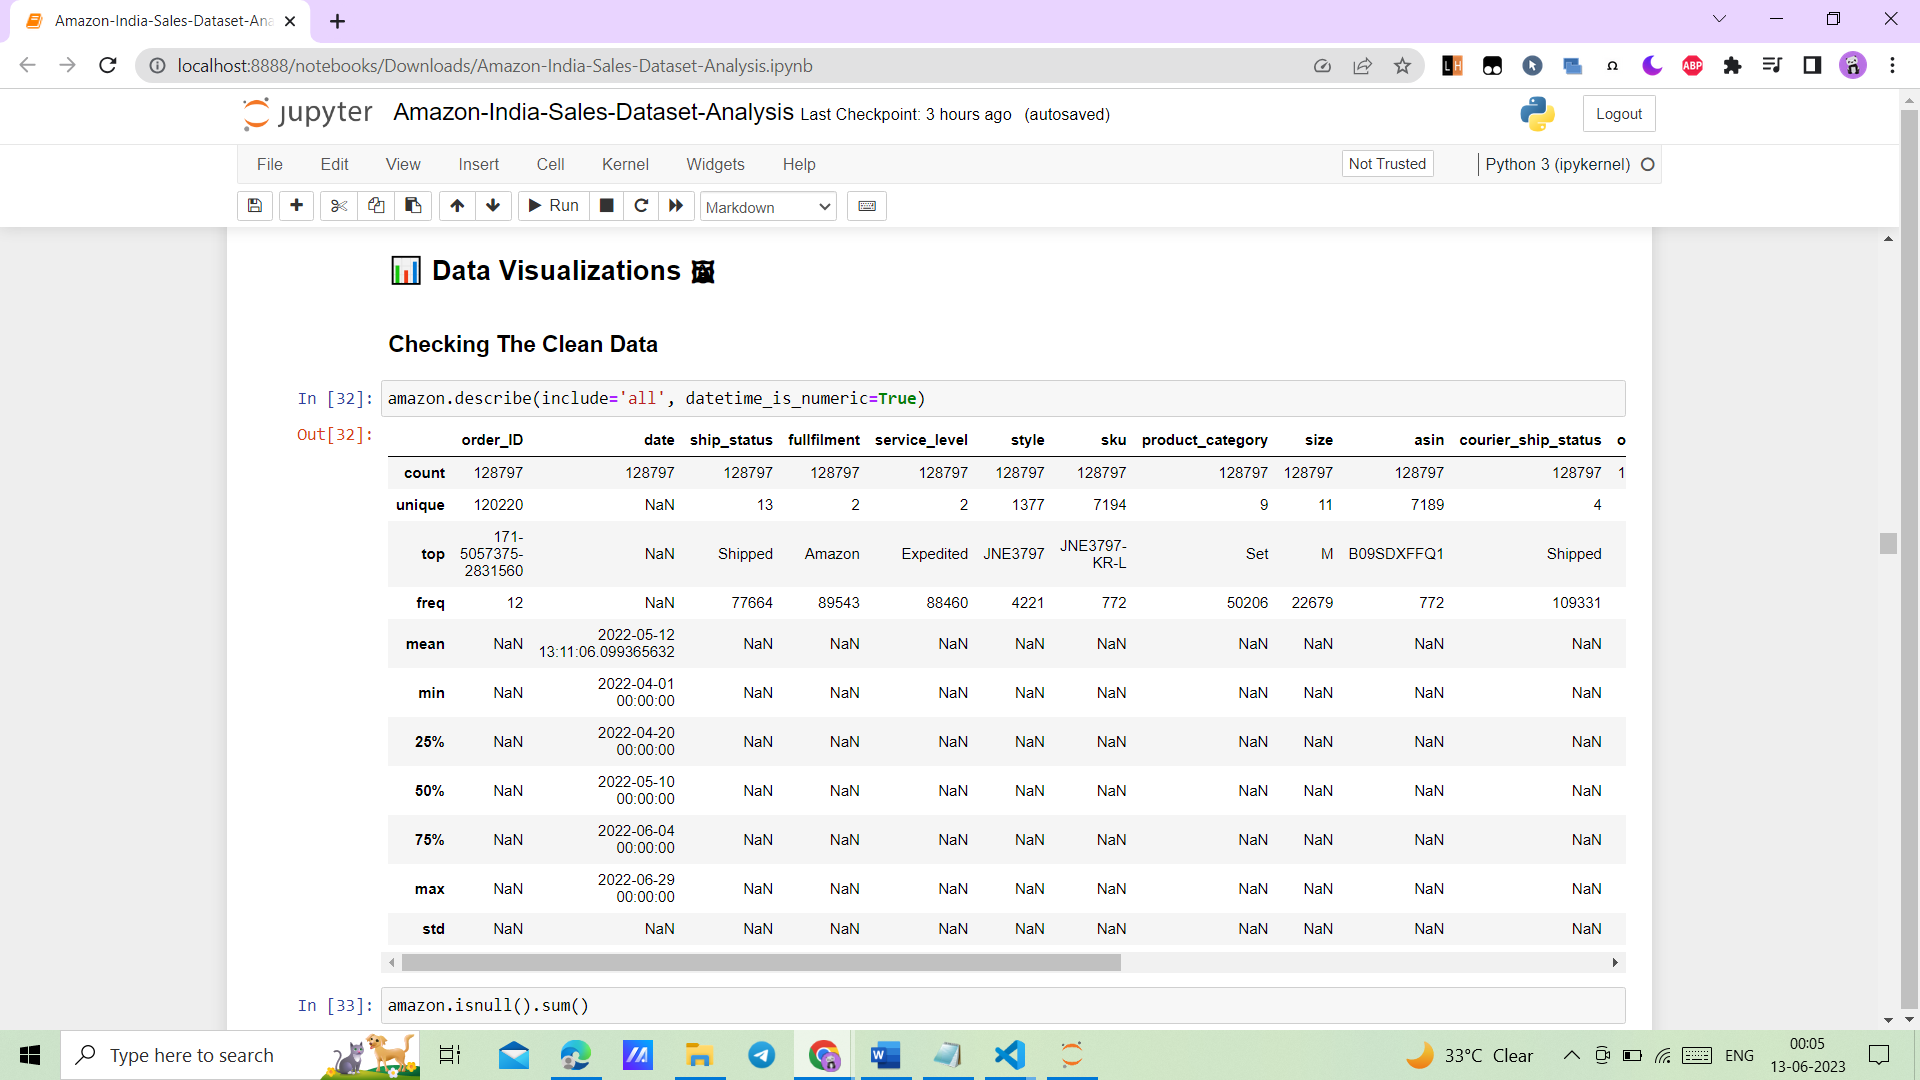 Amazon-India-Sales-Dataset-Ana
localhost:8888/notebooks/Downloads/Amazon-India-Sales-Dataset-Analysis.ipynb
LH
ABP
jupyter Amazon-India-Sales-Dataset-Analysis Last Checkpoint: 3 hours ago (autosaved)
Logout
File Edit View Insert Cell Kernel Widgets Help
Not Trusted
Python 3 (ipykernel)
Run
Markdown
Data Visualizations
Checking The Clean Data
In [32]: amazon.describe(include='all', datetime_is_numeric=True)
Out[32]:
order_ID date ship_status fullfilment service_level style sku product_category size asin courier_ship_status o
count 128797 128797 128797 128797 128797 128797 128797 128797 128797 128797 128797 1
unique 120220 NaN 13 2 2 1377 7194 9 11 7189 4
top 171-5057375-2831560 NaN Shipped Amazon Expedited JNE3797 JNE3797-KR-L Set M B09SDXFFQ1 Shipped
freq 12 NaN 77664 89543 88460 4221 772 50206 22679 772 109331
mean NaN 2022-05-12 13:11:06.099365632 NaN NaN NaN NaN NaN NaN NaN NaN NaN
min NaN 2022-04-01 00:00:00 NaN NaN NaN NaN NaN NaN NaN NaN NaN
25% NaN 2022-04-20 00:00:00 NaN NaN NaN NaN NaN NaN NaN NaN NaN
50% NaN 2022-05-10 00:00:00 NaN NaN NaN NaN NaN NaN NaN NaN NaN
75% NaN 2022-06-04 00:00:00 NaN NaN NaN NaN NaN NaN NaN NaN NaN
max NaN 2022-06-29 00:00:00 NaN NaN NaN NaN NaN NaN NaN NaN NaN
std NaN NaN NaN NaN NaN NaN NaN NaN NaN NaN NaN
In [33]: amazon.isnull().sum()
Type here to search
33°C Clear
ENG
00:05
13-06-2023